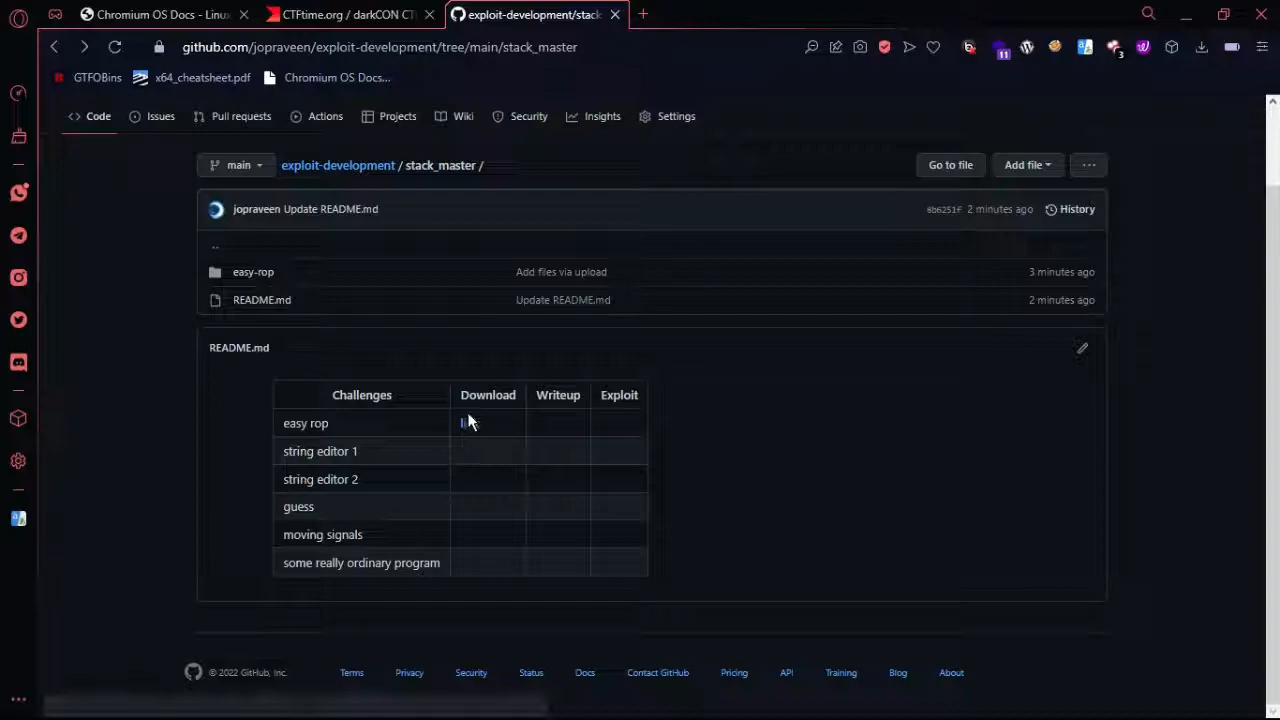 Chromium OS Docs - Linux
CTFtime.org / darkCON CT
exploit-development/stack
github.com/jopraveen/exploit-development/tree/main/stack_master
11
3
GTFOBins
x64_cheatsheet.pdf
Chromium OS Docs...
Code
Issues
Pull requests
Actions
Projects
Wiki
Security
Insights
Settings
main
exploit-development / stack_master /
Go to file
Add file
...
jopraveen Update README.md
8b6251f 2 minutes ago
History
..
easy-rop
Add files via upload
3 minutes ago
README.md
Update README.md
2 minutes ago
README.md
Challenges Download Writeup Exploit
easy rop
string editor 1
string editor 2
guess
moving signals
some really ordinary program
© 2022 GitHub, Inc.
Terms
Privacy
Security
Status
Docs
Contact GitHub
Pricing
API
Training
Blog
About